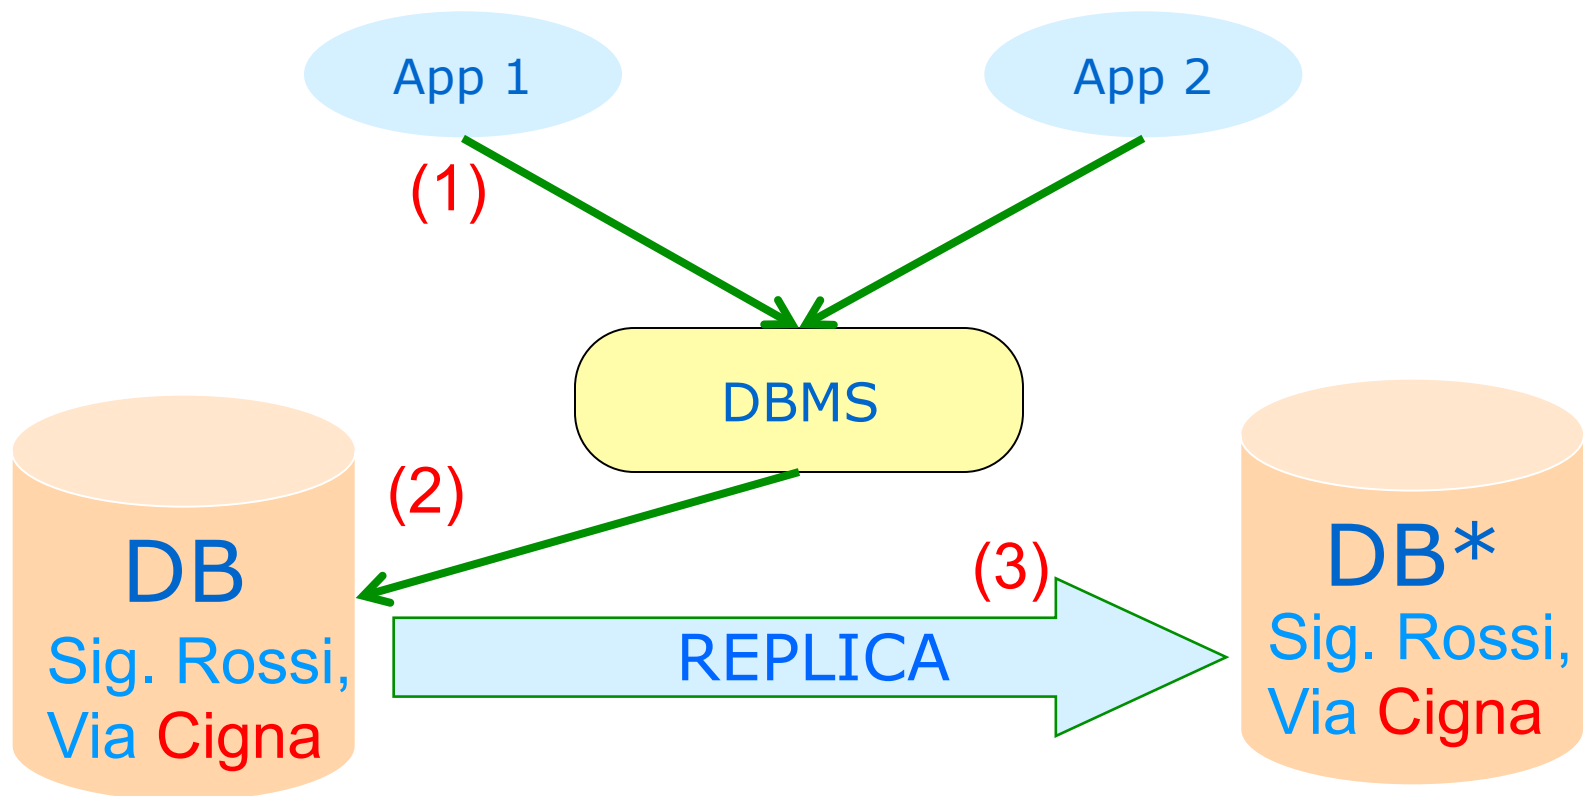 App 1
App 2
(1)
DBMS
(2)
DB
Sig. Rossi,
Via Cigna
(3)
REPLICA
DB*
Sig. Rossi,
Via Cigna